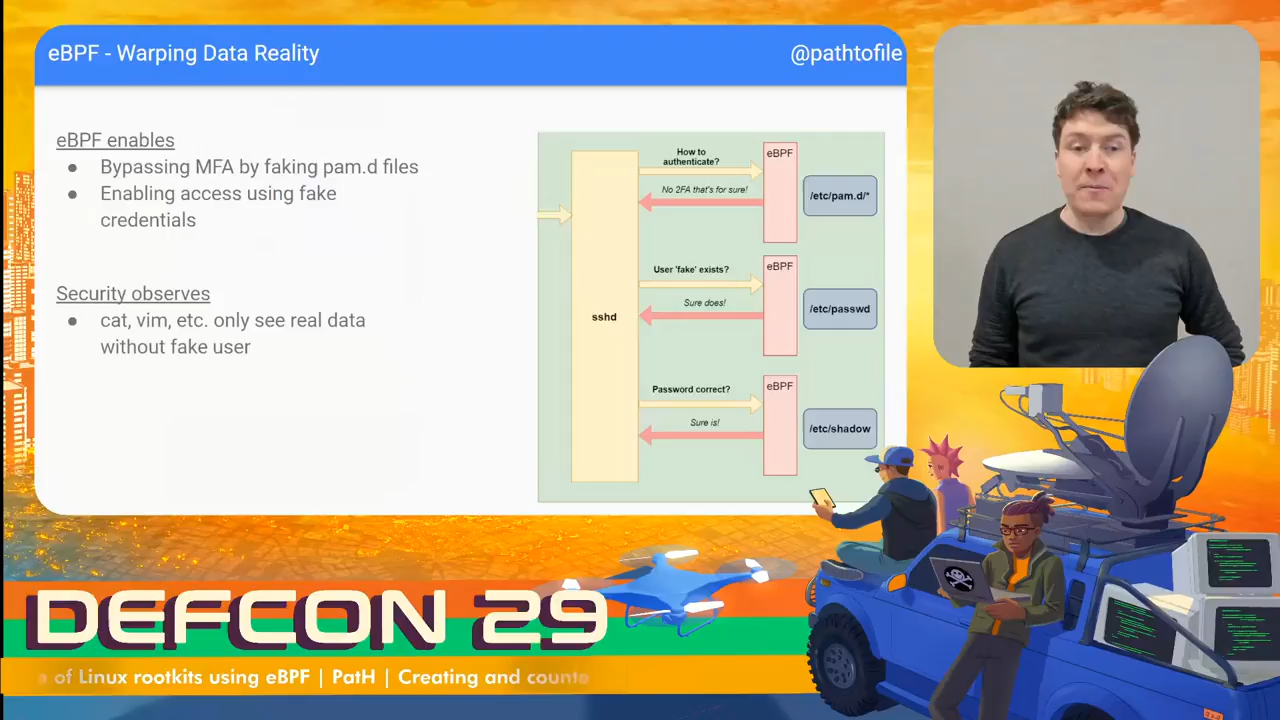 eBPF - Warping Data Reality
@pathtofile
eBPF enables
● Bypassing MFA by faking pam.d files
● Enabling access using fake
credentials
Security observes
● cat, vim, etc. only see real data
without fake user
sshd
How to
authenticate?
No 2FA that's for sure!
eBPF
/etc/pam.d/*
User 'fake' exists?
Sure does!
eBPF
/etc/passwd
Password correct?
Sure is!
eBPF
/etc/shadow
DEFCON 29
of Linux rootkits using eBPF | PatH | Creating and counte